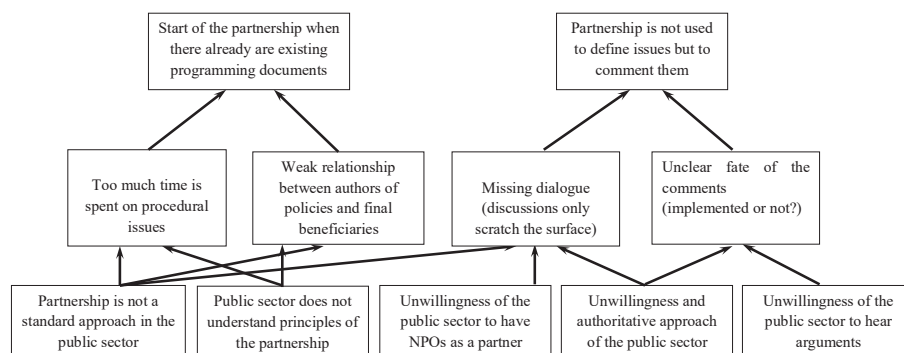 Start of the partnership when
there already are existing
programming documents
Partnership is not used
to define issues but to
comment them
Too much time is
spent on procedural
issues
Weak relationship
between authors of
policies and final
beneficiaries
Missing dialogue
(discussions only
scratch the surface)
Unclear fate of the
comments
(implemented or not?)
Partnership is not a
standard approach in the
public sector
Public sector does not
understand principles of
the partnership
Unwillingness of the
public sector to have
NPOs as a partner
Unwillingness and
authoritative approach
of the public sector
Unwillingness of the
public sector to hear
arguments